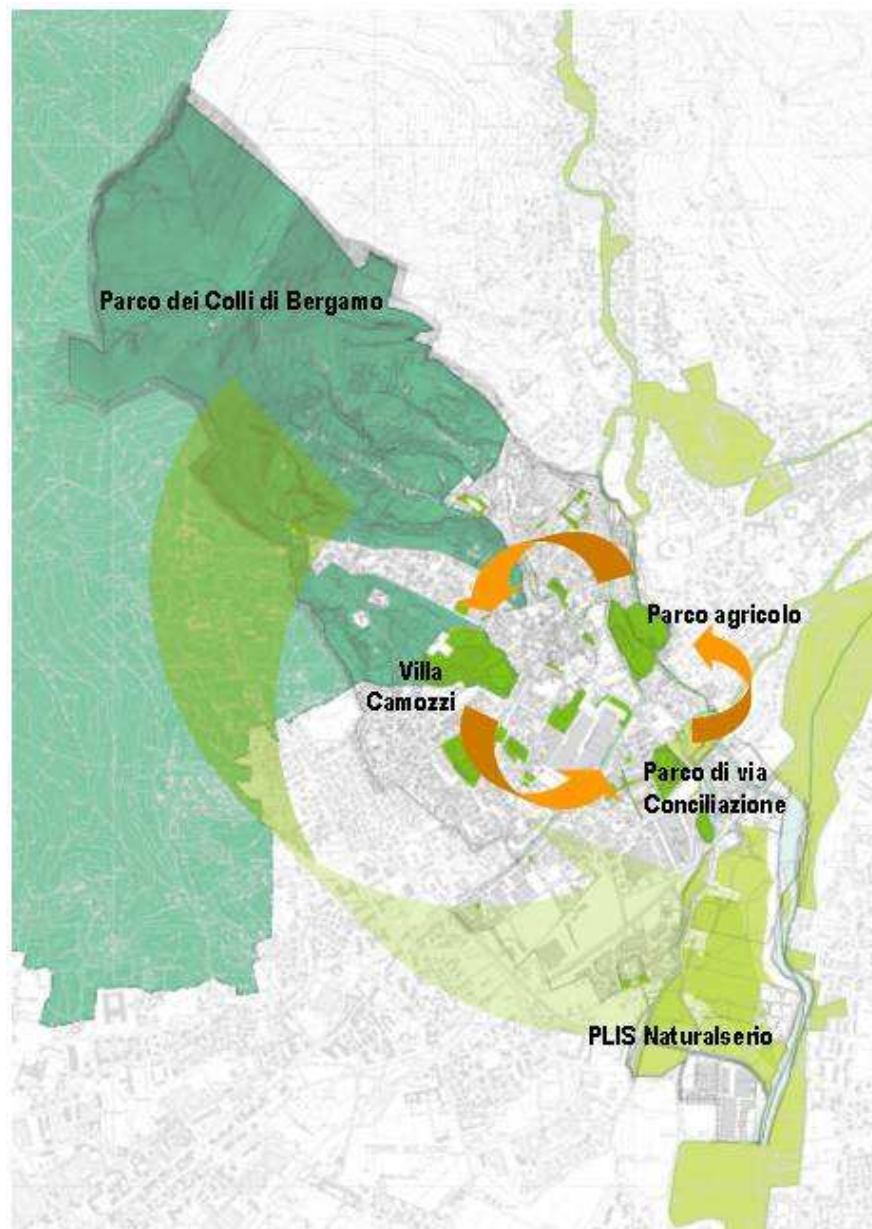 Parco dei Colli di Bergamo
Parco agricolo
Villa
Camozzi
Parco di via
Conciliazione
PLIS Naturalserio